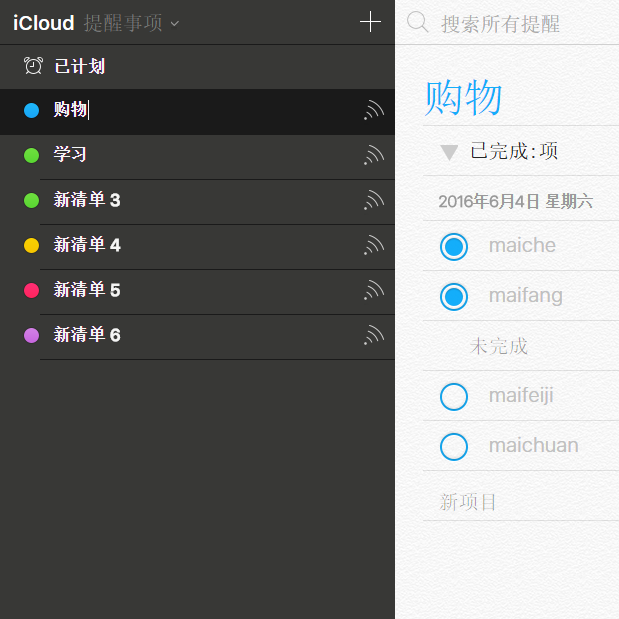 iCloud 提醒事项
已计划
购物
学习
新清单 3
新清单 4
新清单 5
新清单 6
搜索所有提醒
购物
已完成:项
2016年6月4日 星期六
maiche
maifang
未完成
maifeiji
maichuan
新项目